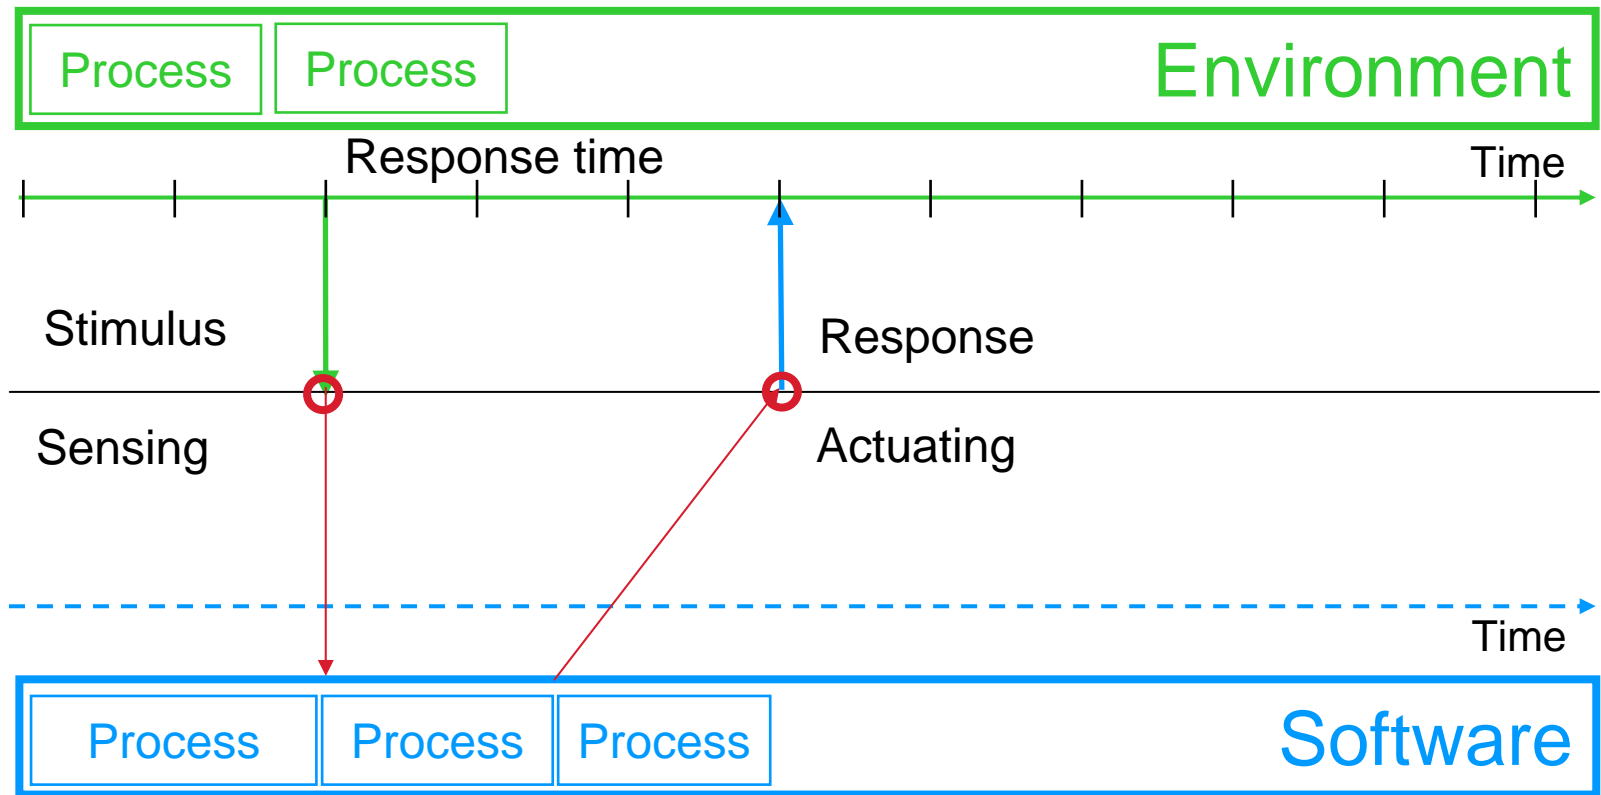 Process Process Environment
Response time Time
Stimulus Response
Sensing Actuating
Time
Process Process Process Software